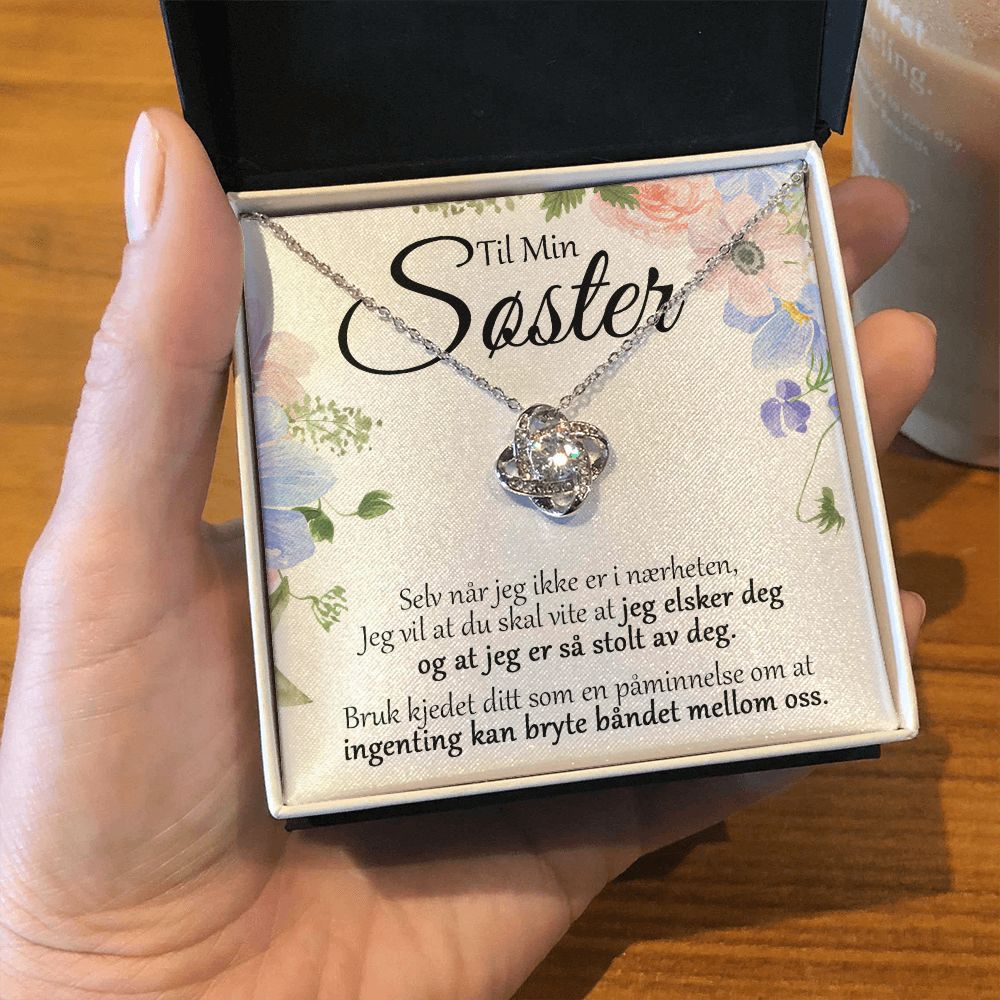 Til Min
Søster
Selv når jeg ikke er i nærheten,
Jeg vil at du skal vite at jeg elsker deg
og at jeg er så stolt av deg.
Bruk kjedet ditt som en påminnelse om at
ingenting kan bryte båndet mellom oss.